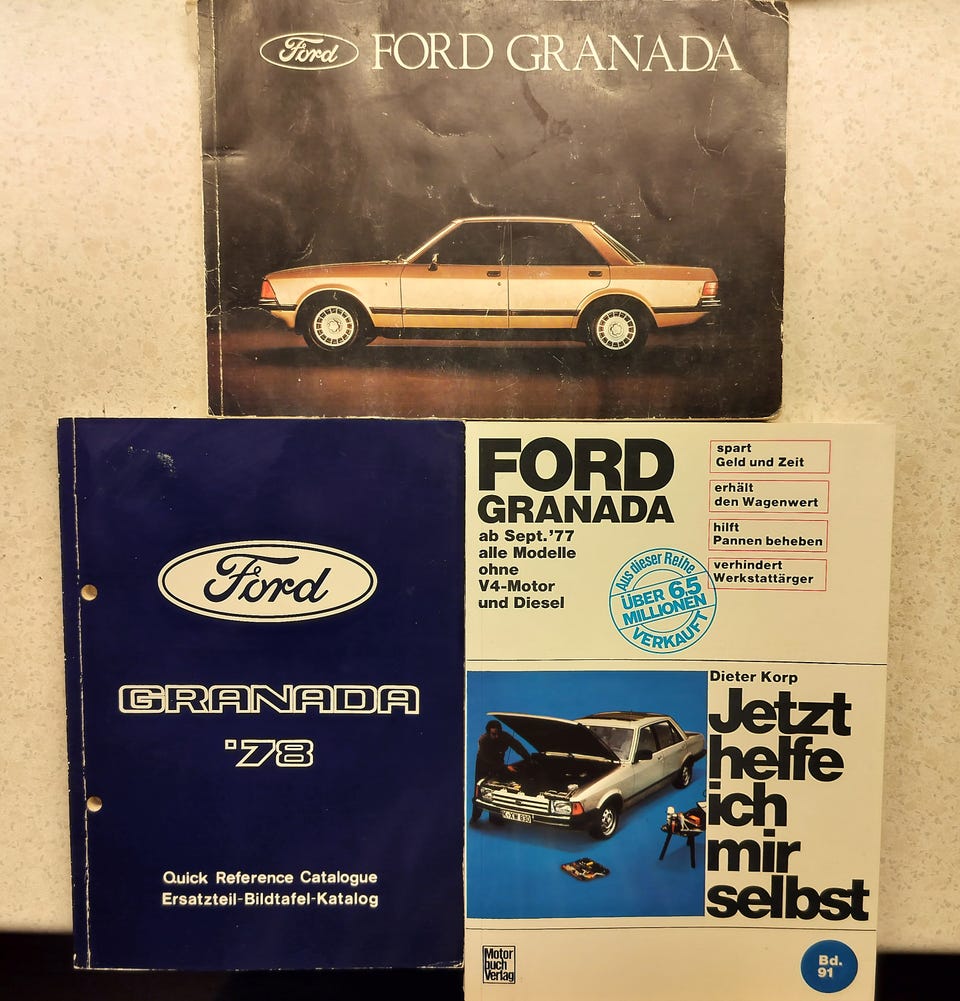 Ford FORD GRANADA
Ford
GRANADA
'78
Quick Reference Catalogue
Ersatzteil-Bildtafel-Katalog
FORD
GRANADA
ab Sept.'77
alle Modelle
ohne
V4-Motor
und Diesel
spart
Geld und Zeit
erhält
den Wagenwert
hilft
Pannen beheben
verhindert
Werkstattärger
Aus dieser Reihe
ÜBER 6.5
MILLIONEN
VERKAUFT
Dieter Korp
Jetzt
helfe
ich
mir
selbst
Motor
buch
Verlag
Bd.
91